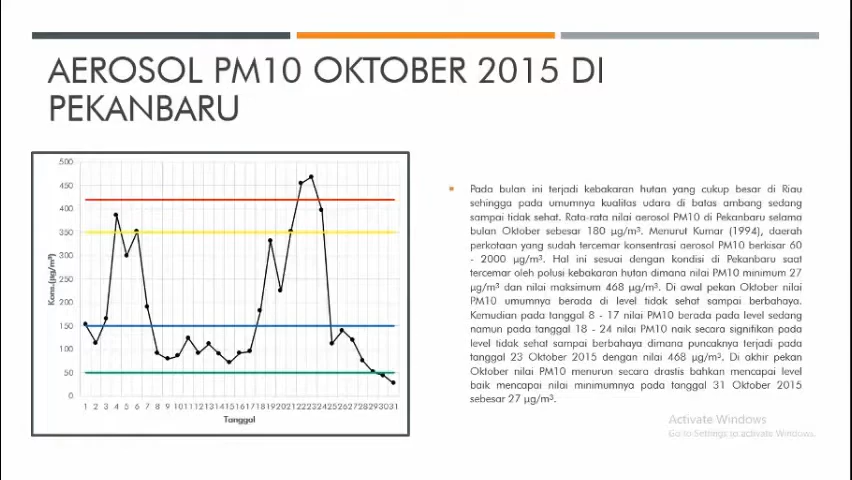 AEROSOL PM10 OKTOBER 2015 DI
PEKANBARU
500
450
400
350
300
250
200
150
100
50
0
Kons.(µg/m³)
1 2 3 4 5 6 7 8 9 10 11 12 13 14 15 16 17 18 19 20 21 22 23 24 25 26 27 28 29 30 31
Tanggal
Pada bulan ini terjadi kebakaran hutan yang cukup besar di Riau
sehingga pada umumnya kualitas udara di batas ambang sedang
sampai tidak sehat. Rata-rata nilai aerosol PM10 di Pekanbaru selama
bulan Oktober sebesar 180 µg/m³. Menurut Kumar (1994), daerah
perkotaan yang sudah tercemar konsentrasi aerosol PM10 berkisar 60
- 2000 µg/m³. Hal ini sesuai dengan kondisi di Pekanbaru saat
tercemar oleh polusi kebakaran hutan dimana nilai PM10 minimum 27
µg/m³ dan nilai maksimum 468 µg/m³. Di awal pekan Oktober nilai
PM10 umumnya berada di level tidak sehat sampai berbahaya.
Kemudian pada tanggal 8 - 17 nilai PM10 berada pada level sedang
namun pada tanggal 18 - 24 nilai PM10 naik secara signifikan pada
level tidak sehat sampai berbahaya dimana puncaknya terjadi pada
tanggal 23 Oktober 2015 dengan nilai 468 µg/m³. Di akhir pekan
Oktober nilai PM10 menurun secara drastis bahkan mencapai level
baik mencapai nilai minimumnya pada tanggal 31 Oktober 2015
sebesar 27 µg/m³.
Activate Windows
Go to Settings to activate Windows.